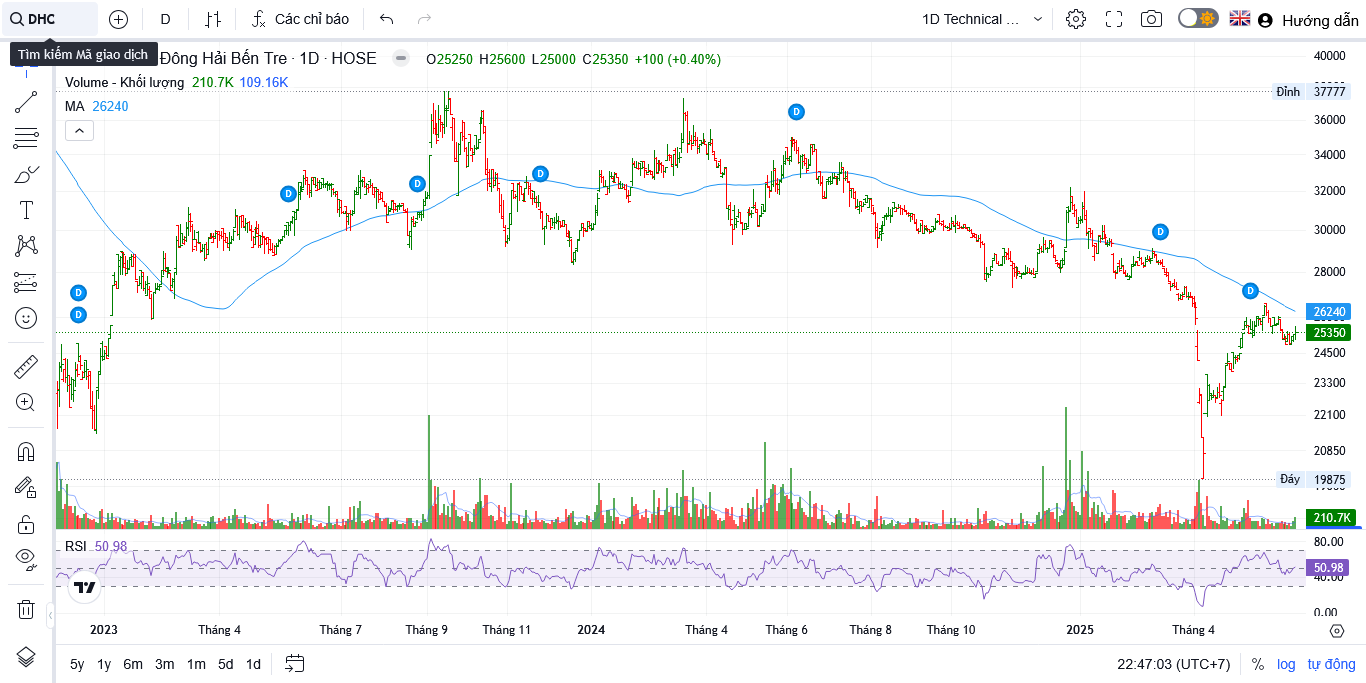 DHC
D
Các chỉ báo
1D Technical ...
Hướng dẫn
Tìm kiếm Mã giao dịch
Đông Hải Bến Tre · 1D · HOSE
O25250 H25600 L25000 C25350 +100 (+0.40%)
Volume - Khối lượng 210.7K 109.16K
MA 26240
40000
Đỉnh 37777
36000
34000
32000
30000
28000
26240
25350
24500
23300
22100
20850
Đáy 19875
210.7K
D
D
D
D
D
D
D
D
RSI 50.98
80.00
50.98
40.00
0.00
2023
Tháng 4
Tháng 7
Tháng 9
Tháng 11
2024
Tháng 4
Tháng 6
Tháng 8
Tháng 10
2025
Tháng 4
5y 1y 6m 3m 1m 5d 1d
22:47:03 (UTC+7)
%
log
tự động